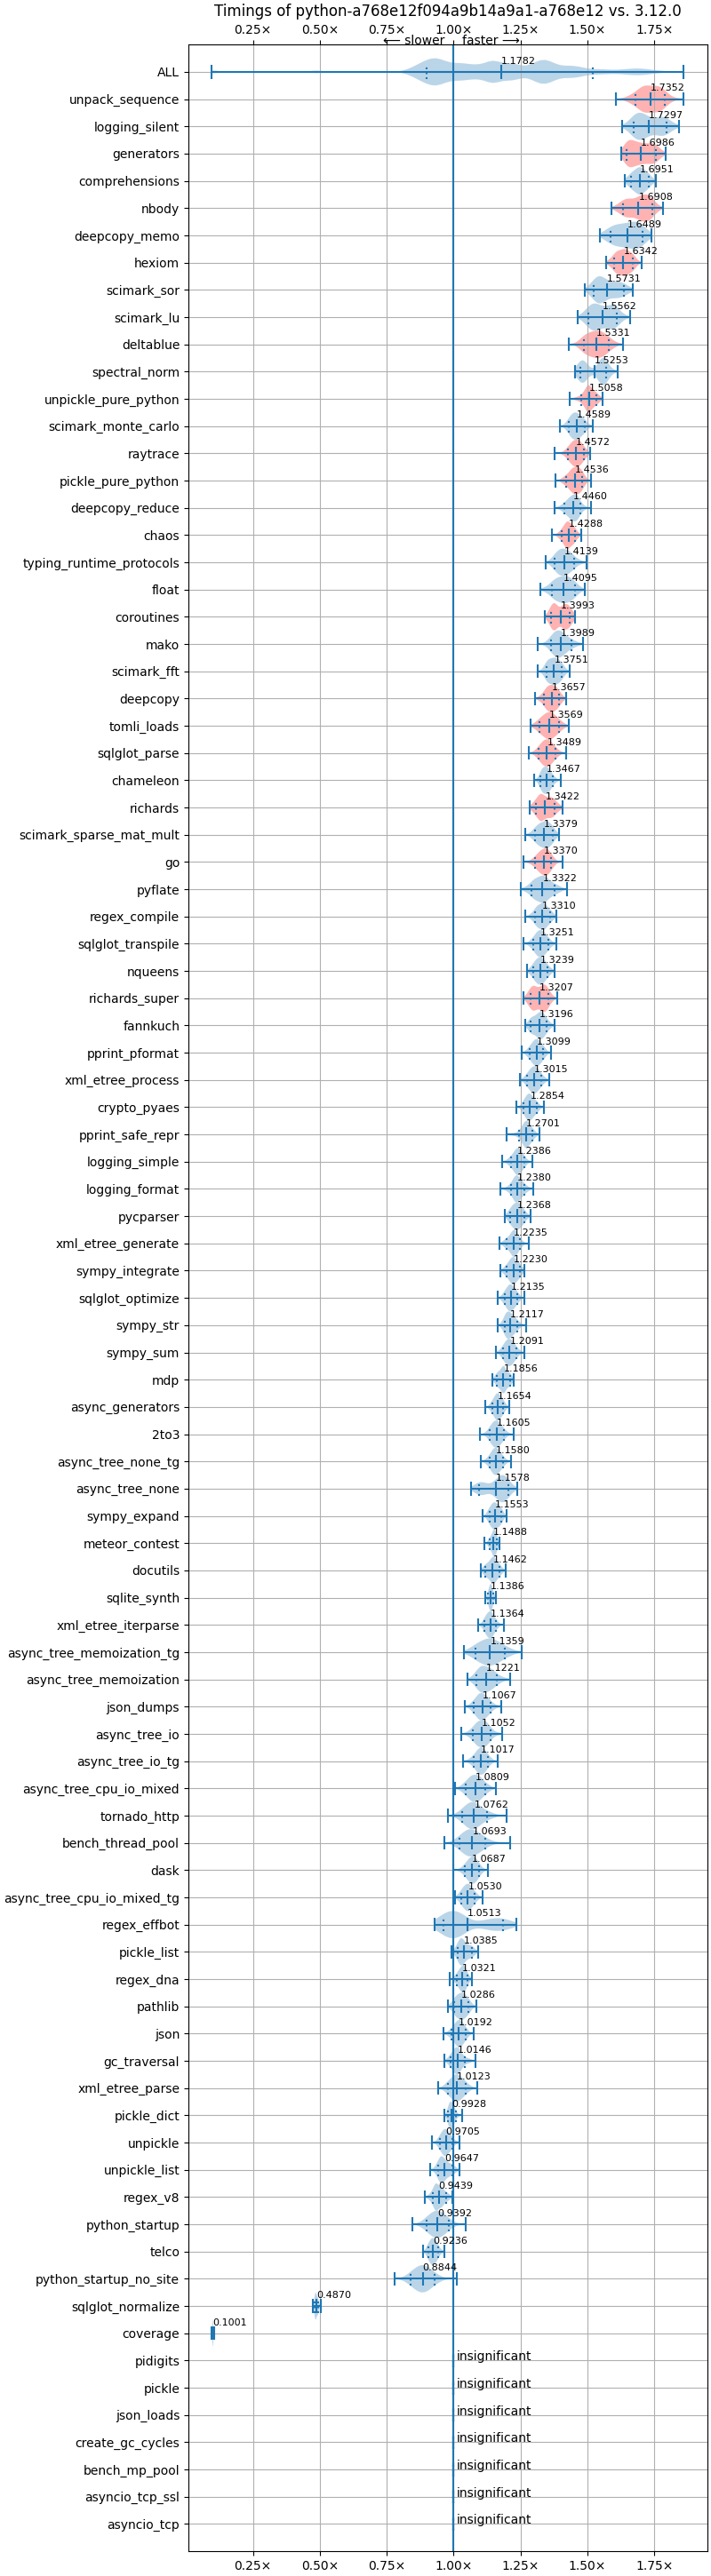 Timings of python-a768e12f094a9b14a9a1-a768e12 vs. 3.12.0
0.25× 0.50× 0.75× 1.00× 1.25× 1.50× 1.75×
⟵ slower faster ⟶
ALL 1.1782
unpack_sequence 1.7352
logging_silent 1.7297
generators 1.6986
comprehensions 1.6951
nbody 1.6908
deepcopy_memo 1.6489
hexiom 1.6342
scimark_sor 1.5731
scimark_lu 1.5562
deltablue 1.5331
spectral_norm 1.5253
unpickle_pure_python 1.5058
scimark_monte_carlo 1.4589
raytrace 1.4572
pickle_pure_python 1.4536
deepcopy_reduce 1.4460
chaos 1.4288
typing_runtime_protocols 1.4139
float 1.4095
coroutines 1.3993
mako 1.3989
scimark_fft 1.3751
deepcopy 1.3657
tomli_loads 1.3569
sqlglot_parse 1.3489
chameleon 1.3467
richards 1.3422
scimark_sparse_mat_mult 1.3379
go 1.3370
pyflate 1.3322
regex_compile 1.3310
sqlglot_transpile 1.3251
nqueens 1.3239
richards_super 1.3207
fannkuch 1.3196
pprint_pformat 1.3099
xml_etree_process 1.3015
crypto_pyaes 1.2854
pprint_safe_repr 1.2701
logging_simple 1.2386
logging_format 1.2380
pycparser 1.2368
xml_etree_generate 1.2235
sympy_integrate 1.2230
sqlglot_optimize 1.2135
sympy_str 1.2117
sympy_sum 1.2091
mdp 1.1856
async_generators 1.1654
2to3 1.1605
async_tree_none_tg 1.1580
async_tree_none 1.1578
sympy_expand 1.1553
meteor_contest 1.1488
docutils 1.1462
sqlite_synth 1.1386
xml_etree_iterparse 1.1364
async_tree_memoization_tg 1.1359
async_tree_memoization 1.1221
json_dumps 1.1067
async_tree_io 1.1052
async_tree_io_tg 1.1017
async_tree_cpu_io_mixed 1.0809
tornado_http 1.0762
bench_thread_pool 1.0693
dask 1.0687
async_tree_cpu_io_mixed_tg 1.0530
regex_effbot 1.0513
pickle_list 1.0385
regex_dna 1.0321
pathlib 1.0286
json 1.0192
gc_traversal 1.0146
xml_etree_parse 1.0123
pickle_dict 0.9928
unpickle 0.9705
unpickle_list 0.9647
regex_v8 0.9439
python_startup 0.9392
telco 0.9236
python_startup_no_site 0.8844
sqlglot_normalize 0.4870
coverage 0.1001
pidigits insignificant
pickle insignificant
json_loads insignificant
create_gc_cycles insignificant
bench_mp_pool insignificant
asyncio_tcp_ssl insignificant
asyncio_tcp insignificant
0.25× 0.50× 0.75× 1.00× 1.25× 1.50× 1.75×